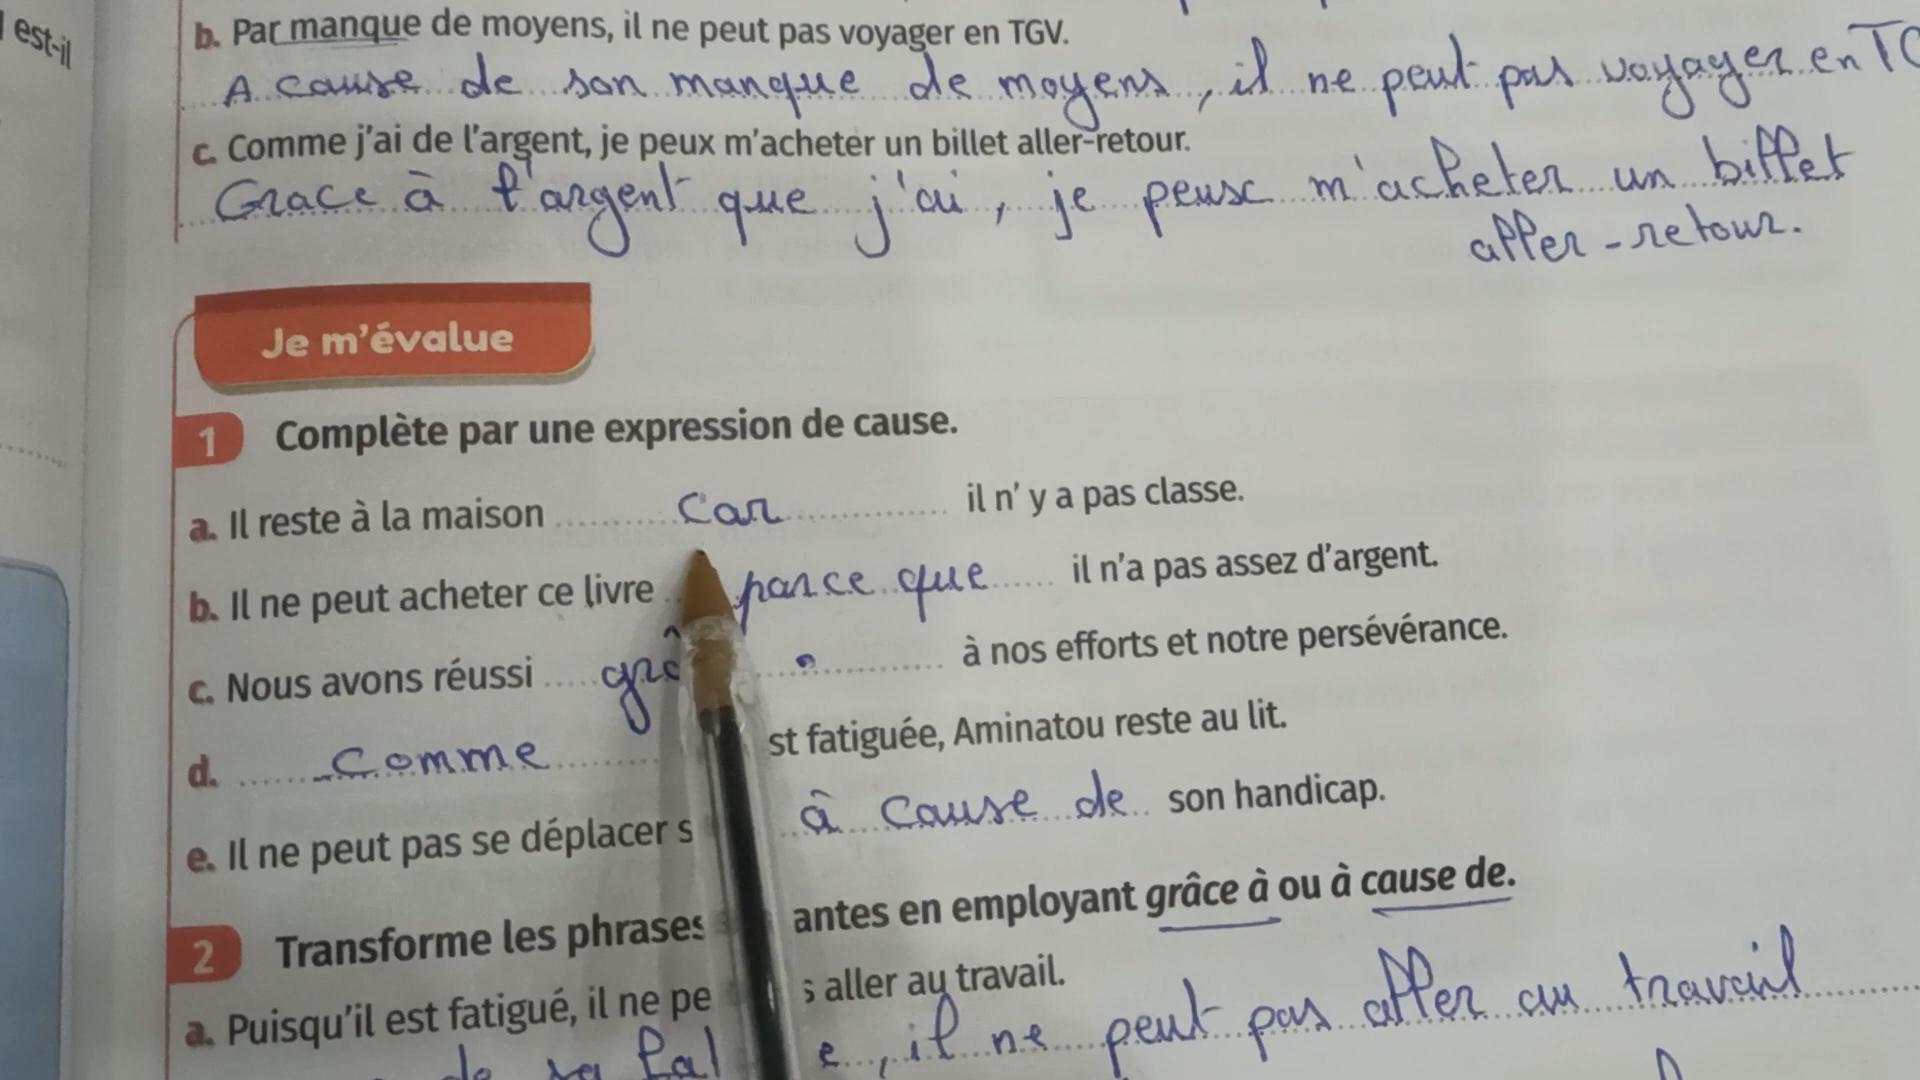 est-il
b. Par manque de moyens, il ne peut pas voyager en TGV.
A cause de son manque de moyens, il ne peut pas voyager en
c. Comme j'ai de l'argent, je peux m'acheter un billet aller-retour.
Grace à l'argent que j'ai, je peux m'acheter un billet
aller-retour.
Je m'évalue
1 Complète par une expression de cause.
a. Il reste à la maison car il n' y a pas classe.
b. Il ne peut acheter ce livre parce que il n'a pas assez d'argent.
c. Nous avons réussi à nos efforts et notre persévérance.
d. Comme st fatiguée, Aminatou reste au lit.
e. Il ne peut pas se déplacer s à cause de son handicap.
2 Transforme les phrases antes en employant grâce à ou à cause de.
a. Puisqu'il est fatigué, il ne pe s aller au travail.
de sa , il ne peut pas aller au travail